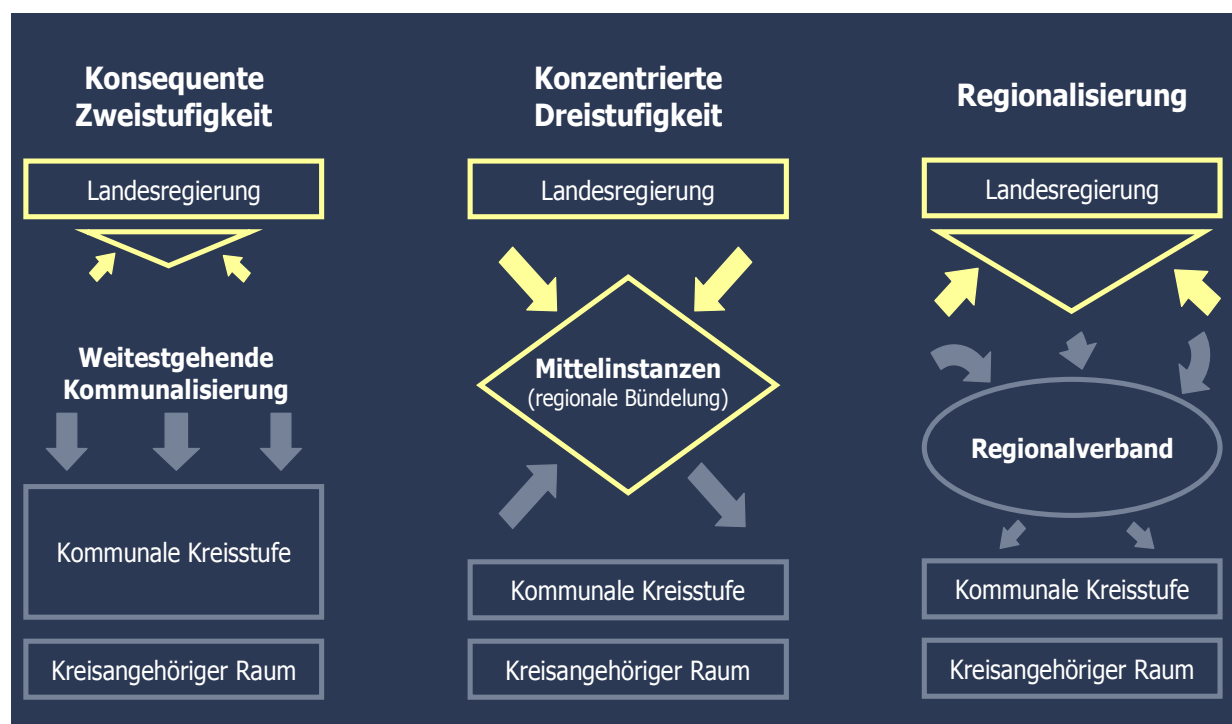 Konsequente
Zweistufigkeit
Landesregierung
Weitestgehende
Kommunalisierung
Kommunale Kreisstufe
Kreisangehöriger Raum
Konzentrierte
Dreistufigkeit
Landesregierung
Mittelinstanzen
(regionale Bündelung)
Kommunale Kreisstufe
Kreisangehöriger Raum
Regionalisierung
Landesregierung
Regionalverband
Kommunale Kreisstufe
Kreisangehöriger Raum